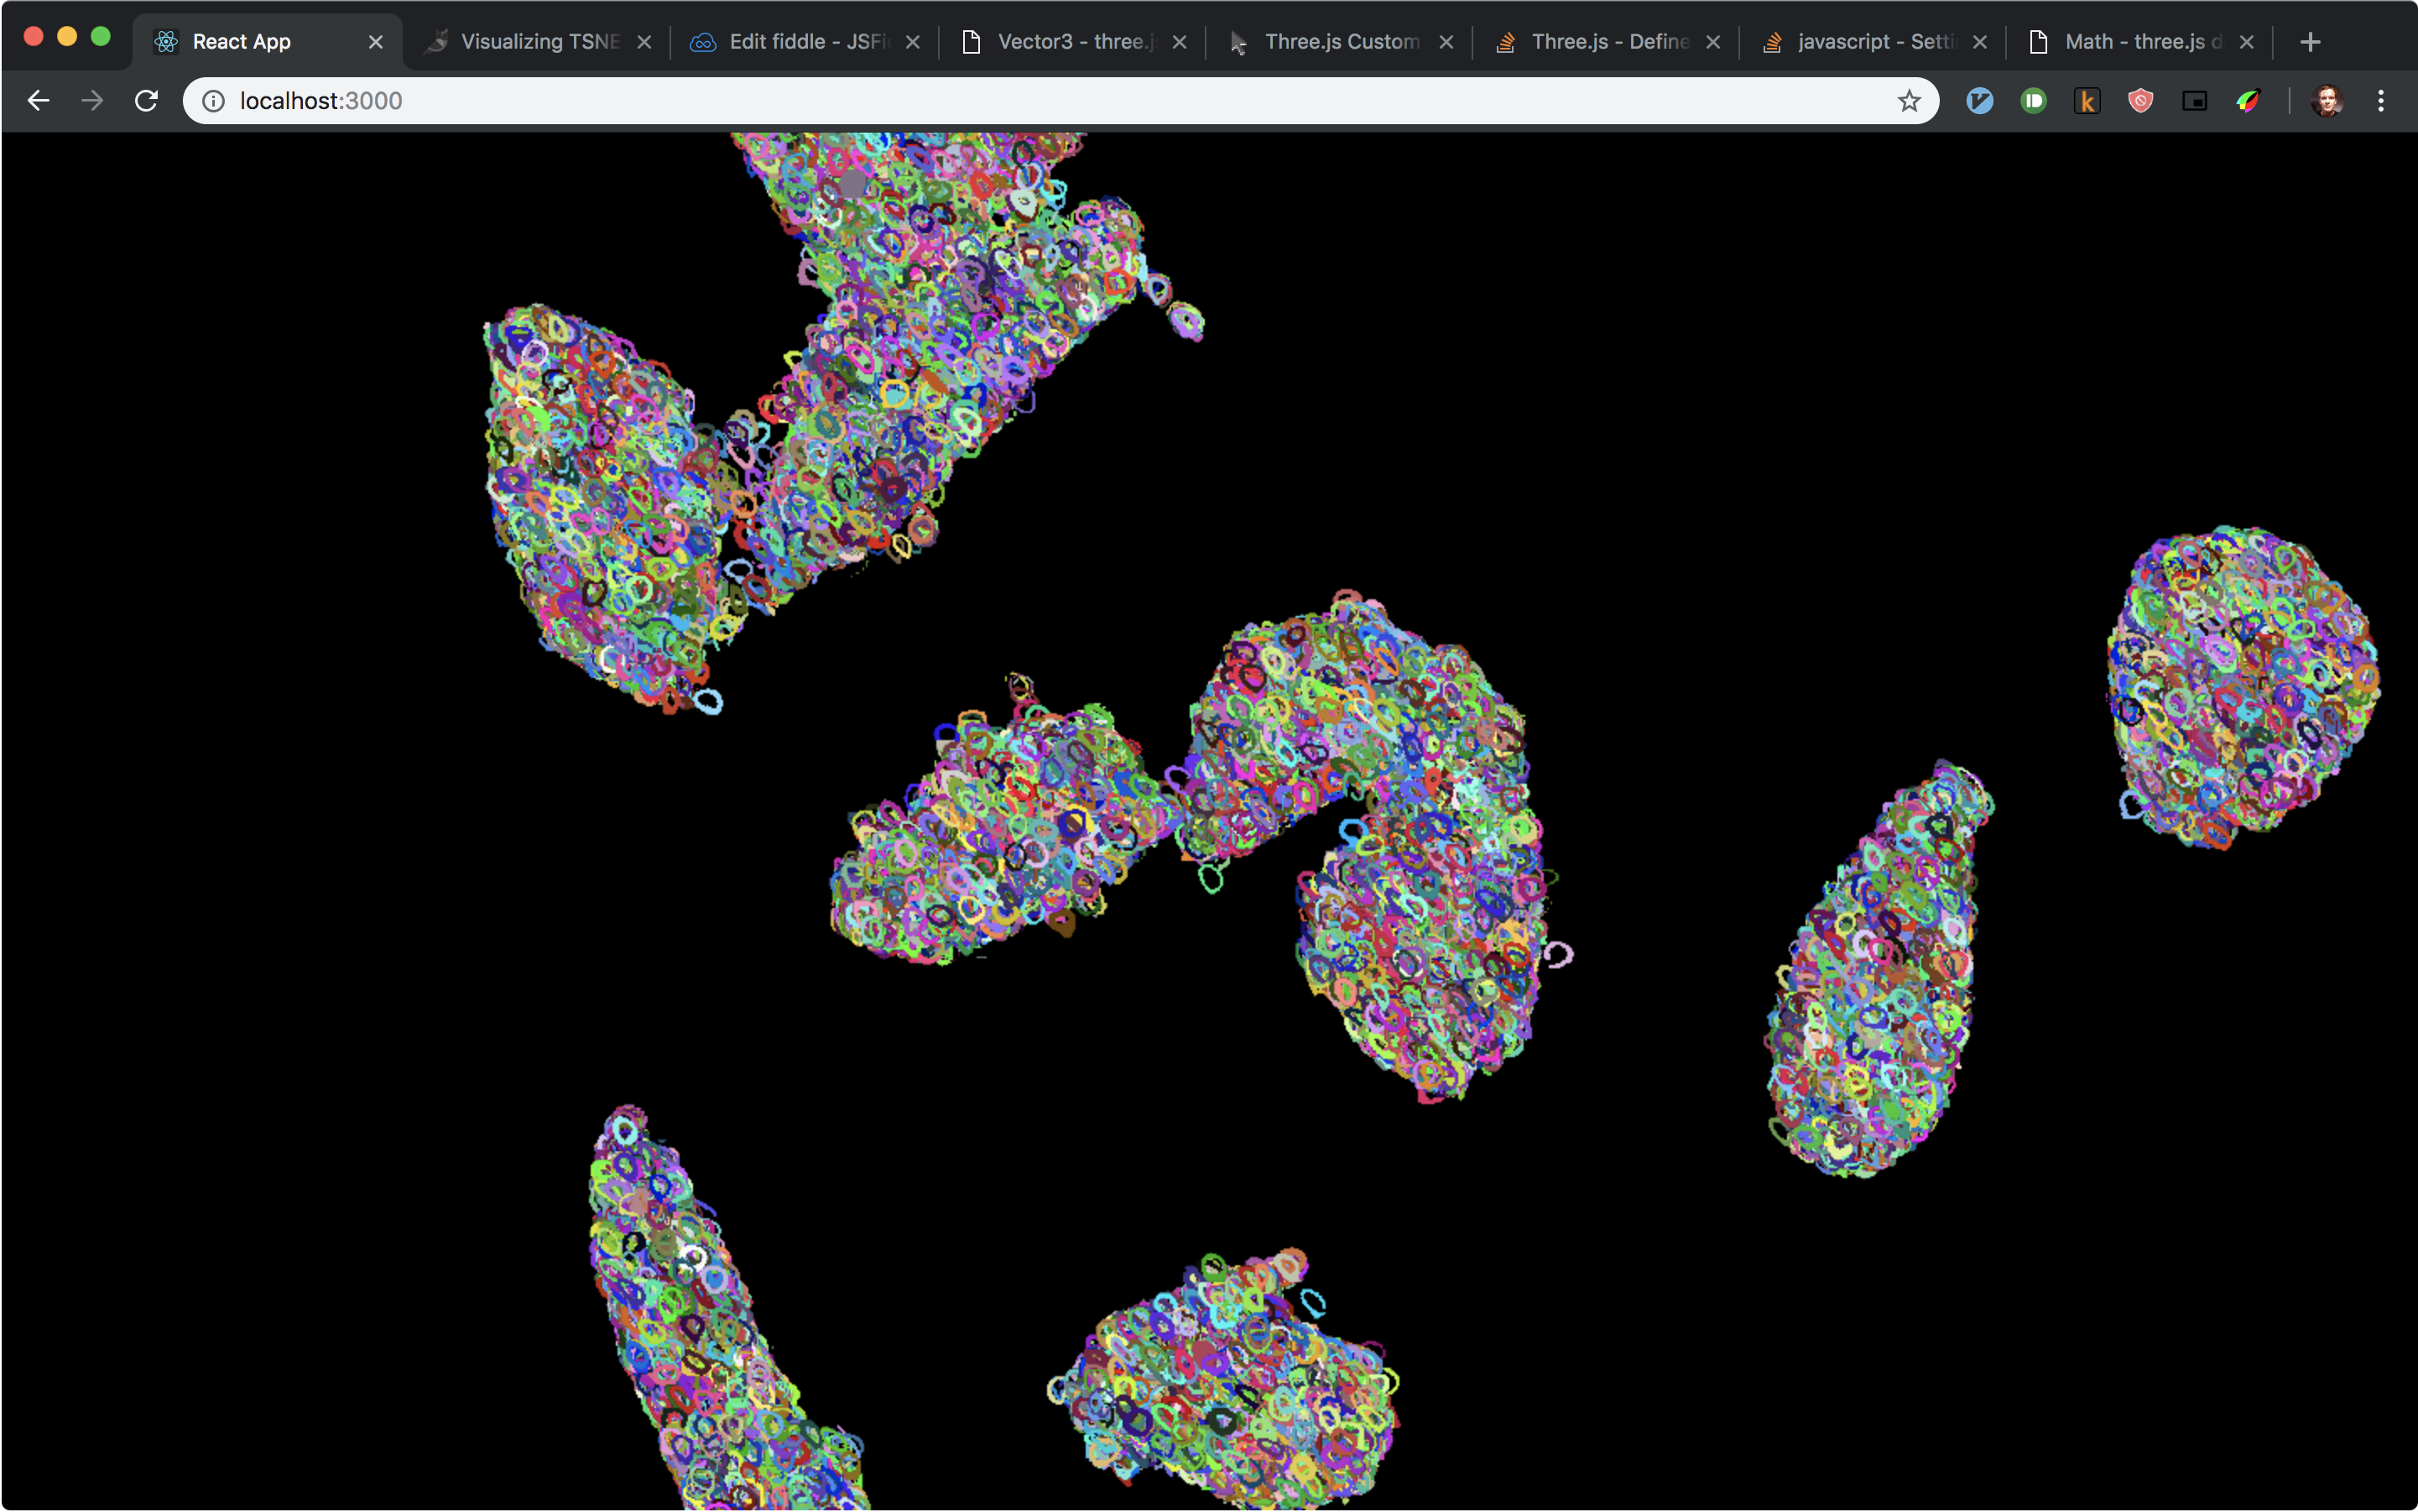 React App
Visualizing TSNE
Edit fiddle - JSFi
Vector3 - three.j
Three.js Custom
Three.js - Define
javascript - Setti
Math - three.js d
localhost:3000